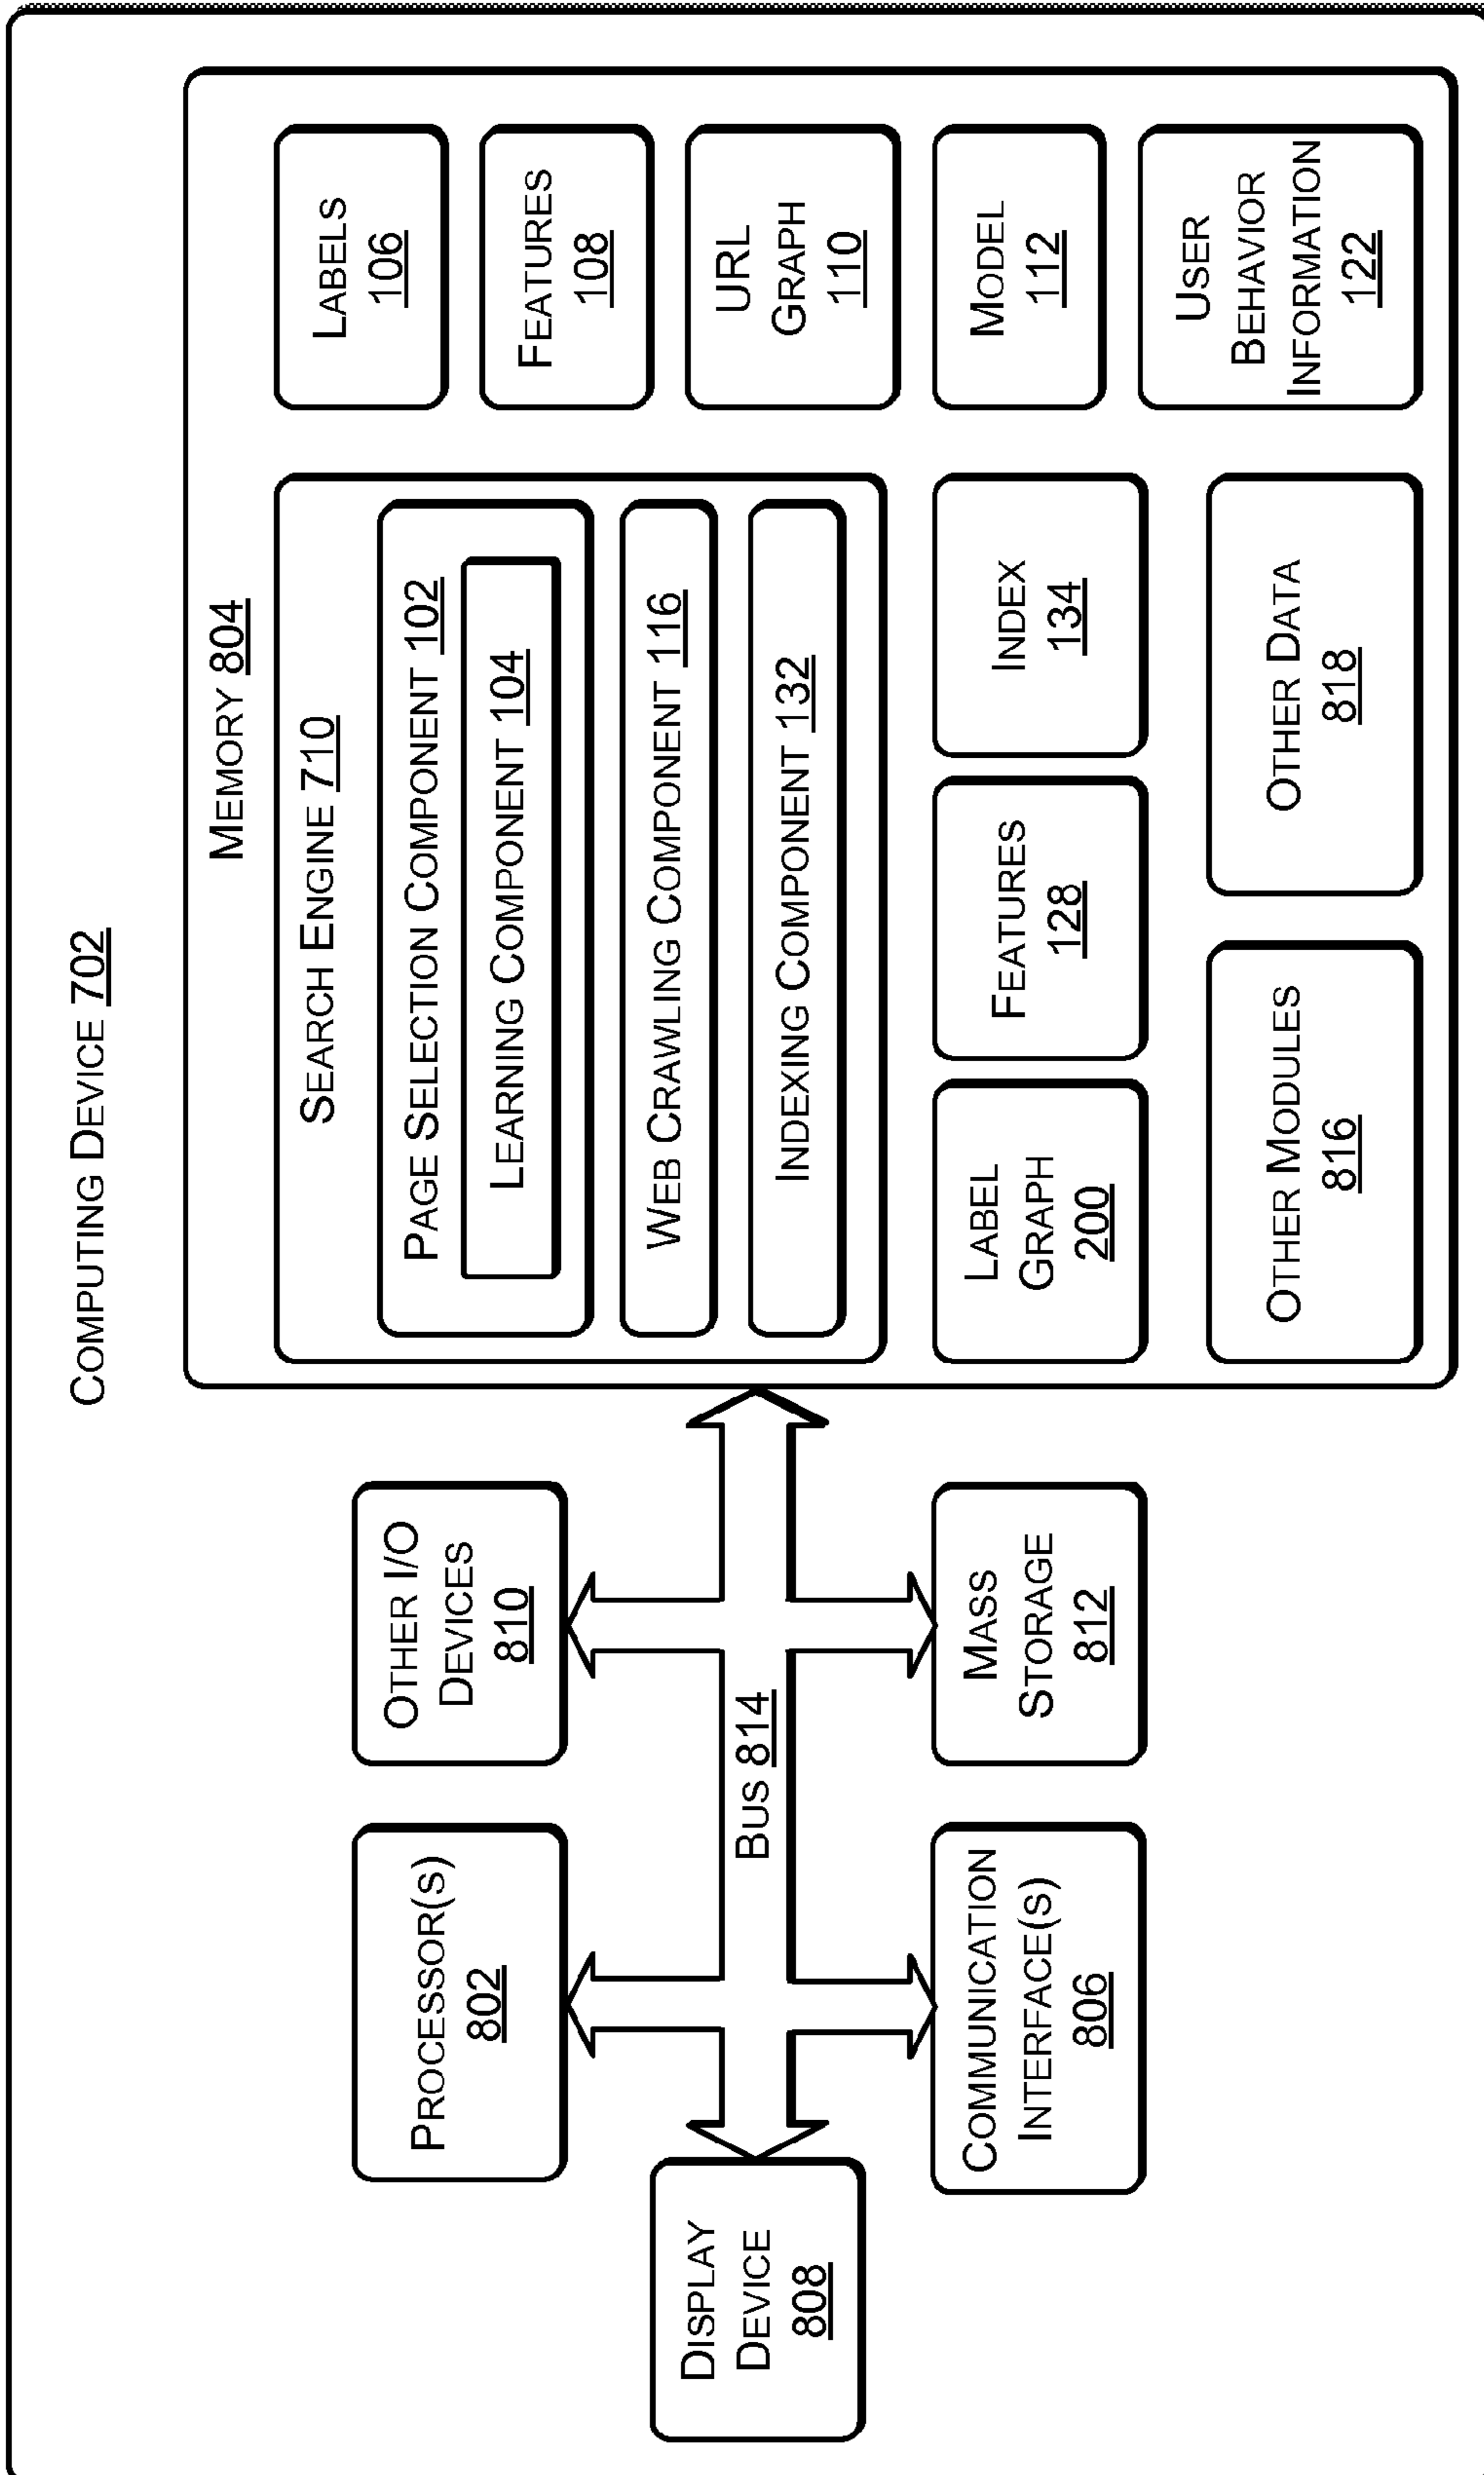 COMPUTING DEVICE 702
PROCESSOR(S)
802
OTHER I/O
DEVICES
810
DISPLAY
DEVICE
808
BUS 814
COMMUNICATION
INTERFACE(S)
806
MASS
STORAGE
812
MEMORY 804
SEARCH ENGINE 710
PAGE SELECTION COMPONENT 102
LEARNING COMPONENT 104
WEB CRAWLING COMPONENT 116
INDEXING COMPONENT 132
LABELS
106
FEATURES
108
URL
GRAPH
110
MODEL
112
USER
BEHAVIOR
INFORMATION
122
LABEL
GRAPH
200
FEATURES
128
INDEX
134
OTHER MODULES
816
OTHER DATA
818